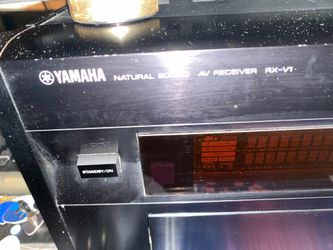 YAMAHA NATURAL SOUND AV RECEIVER RX-V1
STANDBY/ON